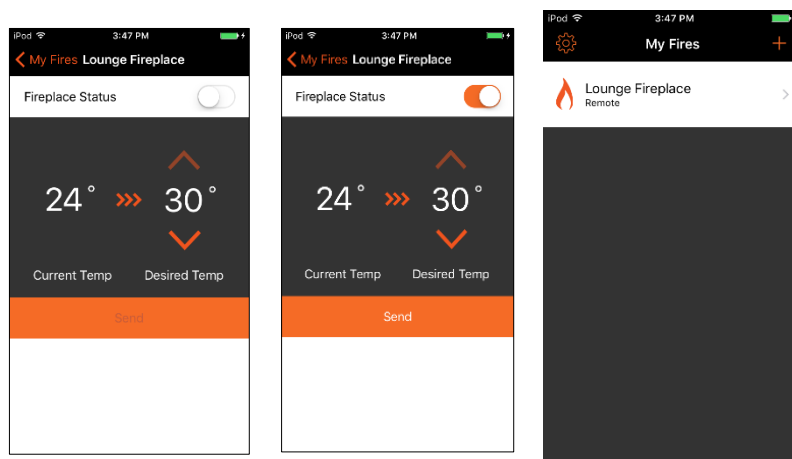 iPod 3:47 PM
My Fires Lounge Fireplace
Fireplace Status
24° >>> 30°
Current Temp Desired Temp
Send
iPod 3:47 PM
My Fires Lounge Fireplace
Fireplace Status
24° >>> 30°
Current Temp Desired Temp
Send
iPod 3:47 PM
My Fires +
Lounge Fireplace
Remote